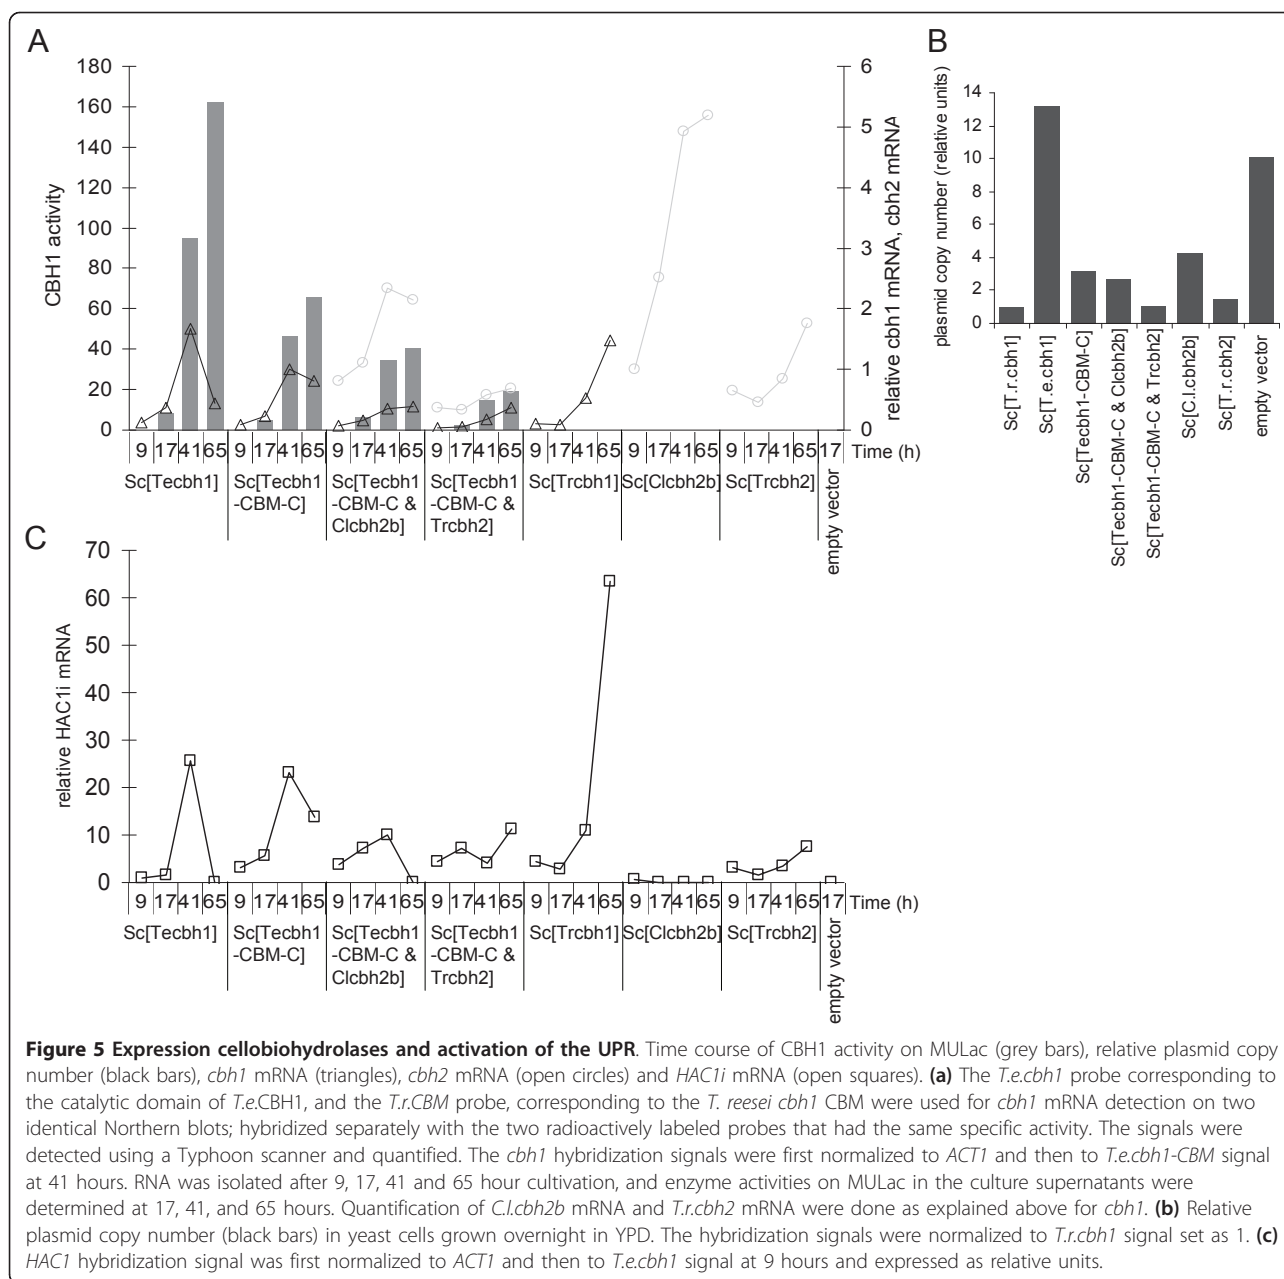 A
180
160
140
120
100
80
60
40
20
0
CBH1 activity
6
5
4
3
2
1
0
relative cbh1 mRNA, cbh2 mRNA
9 17 41 65 9 17 41 65 9 17 41 65 9 17 41 65 9 17 41 65 9 17 41 65 9 17 41 65 17 Time (h)
Sc[Tecbh1]
Sc[Tecbh1
-CBM-C]
Sc[Tecbh1
-CBM-C &
Clcbh2b]
Sc[Tecbh1
-CBM-C &
Trcbh2]
Sc[Trcbh1]
Sc[Clcbh2b]
Sc[Trcbh2]
empty vector
B
14
12
10
8
6
4
2
0
plasmid copy number (relative units)
Sc[T.r.cbh1]
Sc[T.e.cbh1]
Sc[Tecbh1-CBM-C]
Sc[Tecbh1-CBM-C & Clcbh2b]
Sc[Tecbh1-CBM-C & Trcbh2]
Sc[C.l.cbh2b]
Sc[T.r.cbh2]
empty vector
C
70
60
50
40
30
20
10
0
relative HAC1i mRNA
9 17 41 65 9 17 41 65 9 17 41 65 9 17 41 65 9 17 41 65 9 17 41 65 9 17 41 65 17 Time (h)
Sc[Tecbh1]
Sc[Tecbh1
-CBM-C]
Sc[Tecbh1
-CBM-C &
Clcbh2b]
Sc[Tecbh1
-CBM-C &
Trcbh2]
Sc[Trcbh1]
Sc[Clcbh2b]
Sc[Trcbh2]
empty vector
Figure 5 Expression cellobiohydrolases and activation of the UPR. Time course of CBH1 activity on MULac (grey bars), relative plasmid copy
number (black bars), cbh1 mRNA (triangles), cbh2 mRNA (open circles) and HAC1i mRNA (open squares). (a) The T.e.cbh1 probe corresponding to
the catalytic domain of T.e.CBH1, and the T.r.CBM probe, corresponding to the T. reesei cbh1 CBM were used for cbh1 mRNA detection on two
identical Northern blots; hybridized separately with the two radioactively labeled probes that had the same specific activity. The signals were
detected using a Typhoon scanner and quantified. The cbh1 hybridization signals were first normalized to ACT1 and then to T.e.cbh1-CBM signal
at 41 hours. RNA was isolated after 9, 17, 41 and 65 hour cultivation, and enzyme activities on MULac in the culture supernatants were
determined at 17, 41, and 65 hours. Quantification of C.l.cbh2b mRNA and T.r.cbh2 mRNA were done as explained above for cbh1. (b) Relative
plasmid copy number (black bars) in yeast cells grown overnight in YPD. The hybridization signals were normalized to T.r.cbh1 signal set as 1. (c)
HAC1 hybridization signal was first normalized to ACT1 and then to T.e.cbh1 signal at 9 hours and expressed as relative units.